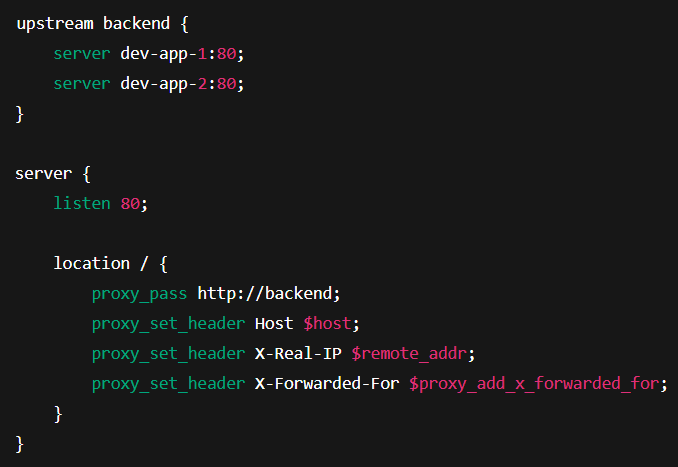 upstream backend {
    server dev-app-1:80;
    server dev-app-2:80;
}

server {
    listen 80;

    location / {
        proxy_pass http://backend;
        proxy_set_header Host $host;
        proxy_set_header X-Real-IP $remote_addr;
        proxy_set_header X-Forwarded-For $proxy_add_x_forwarded_for;
    }
}